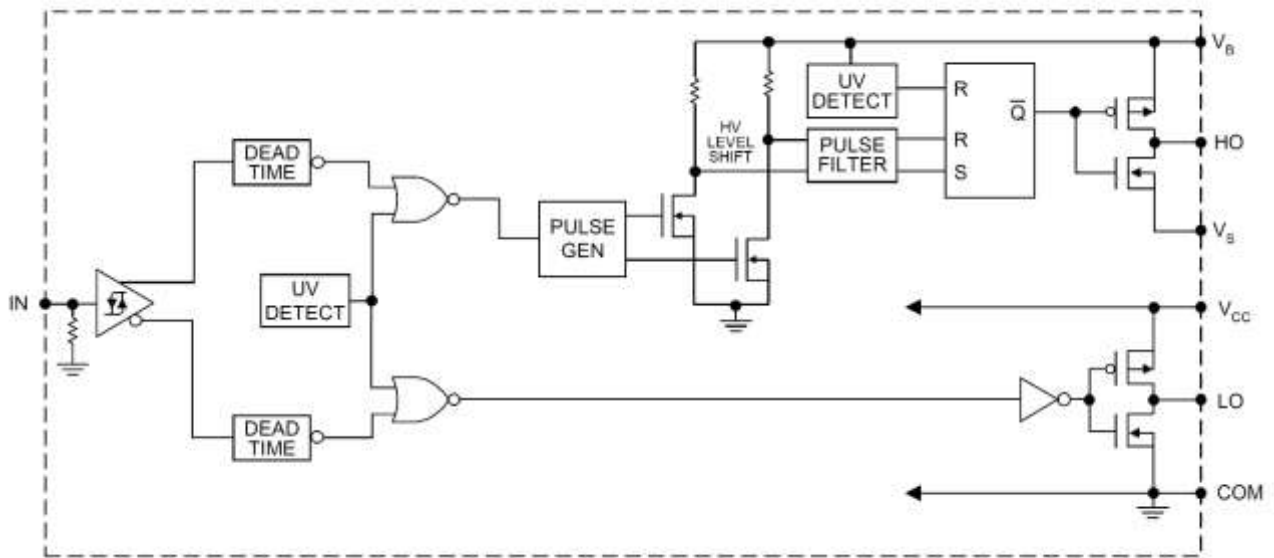 V_B
UV
DETECT
R
Q̅
HV
LEVEL
SHIFT
PULSE
FILTER
R
S
HO
DEAD
TIME
PULSE
GEN
V_S
UV
DETECT
IN
V_CC
LO
DEAD
TIME
COM